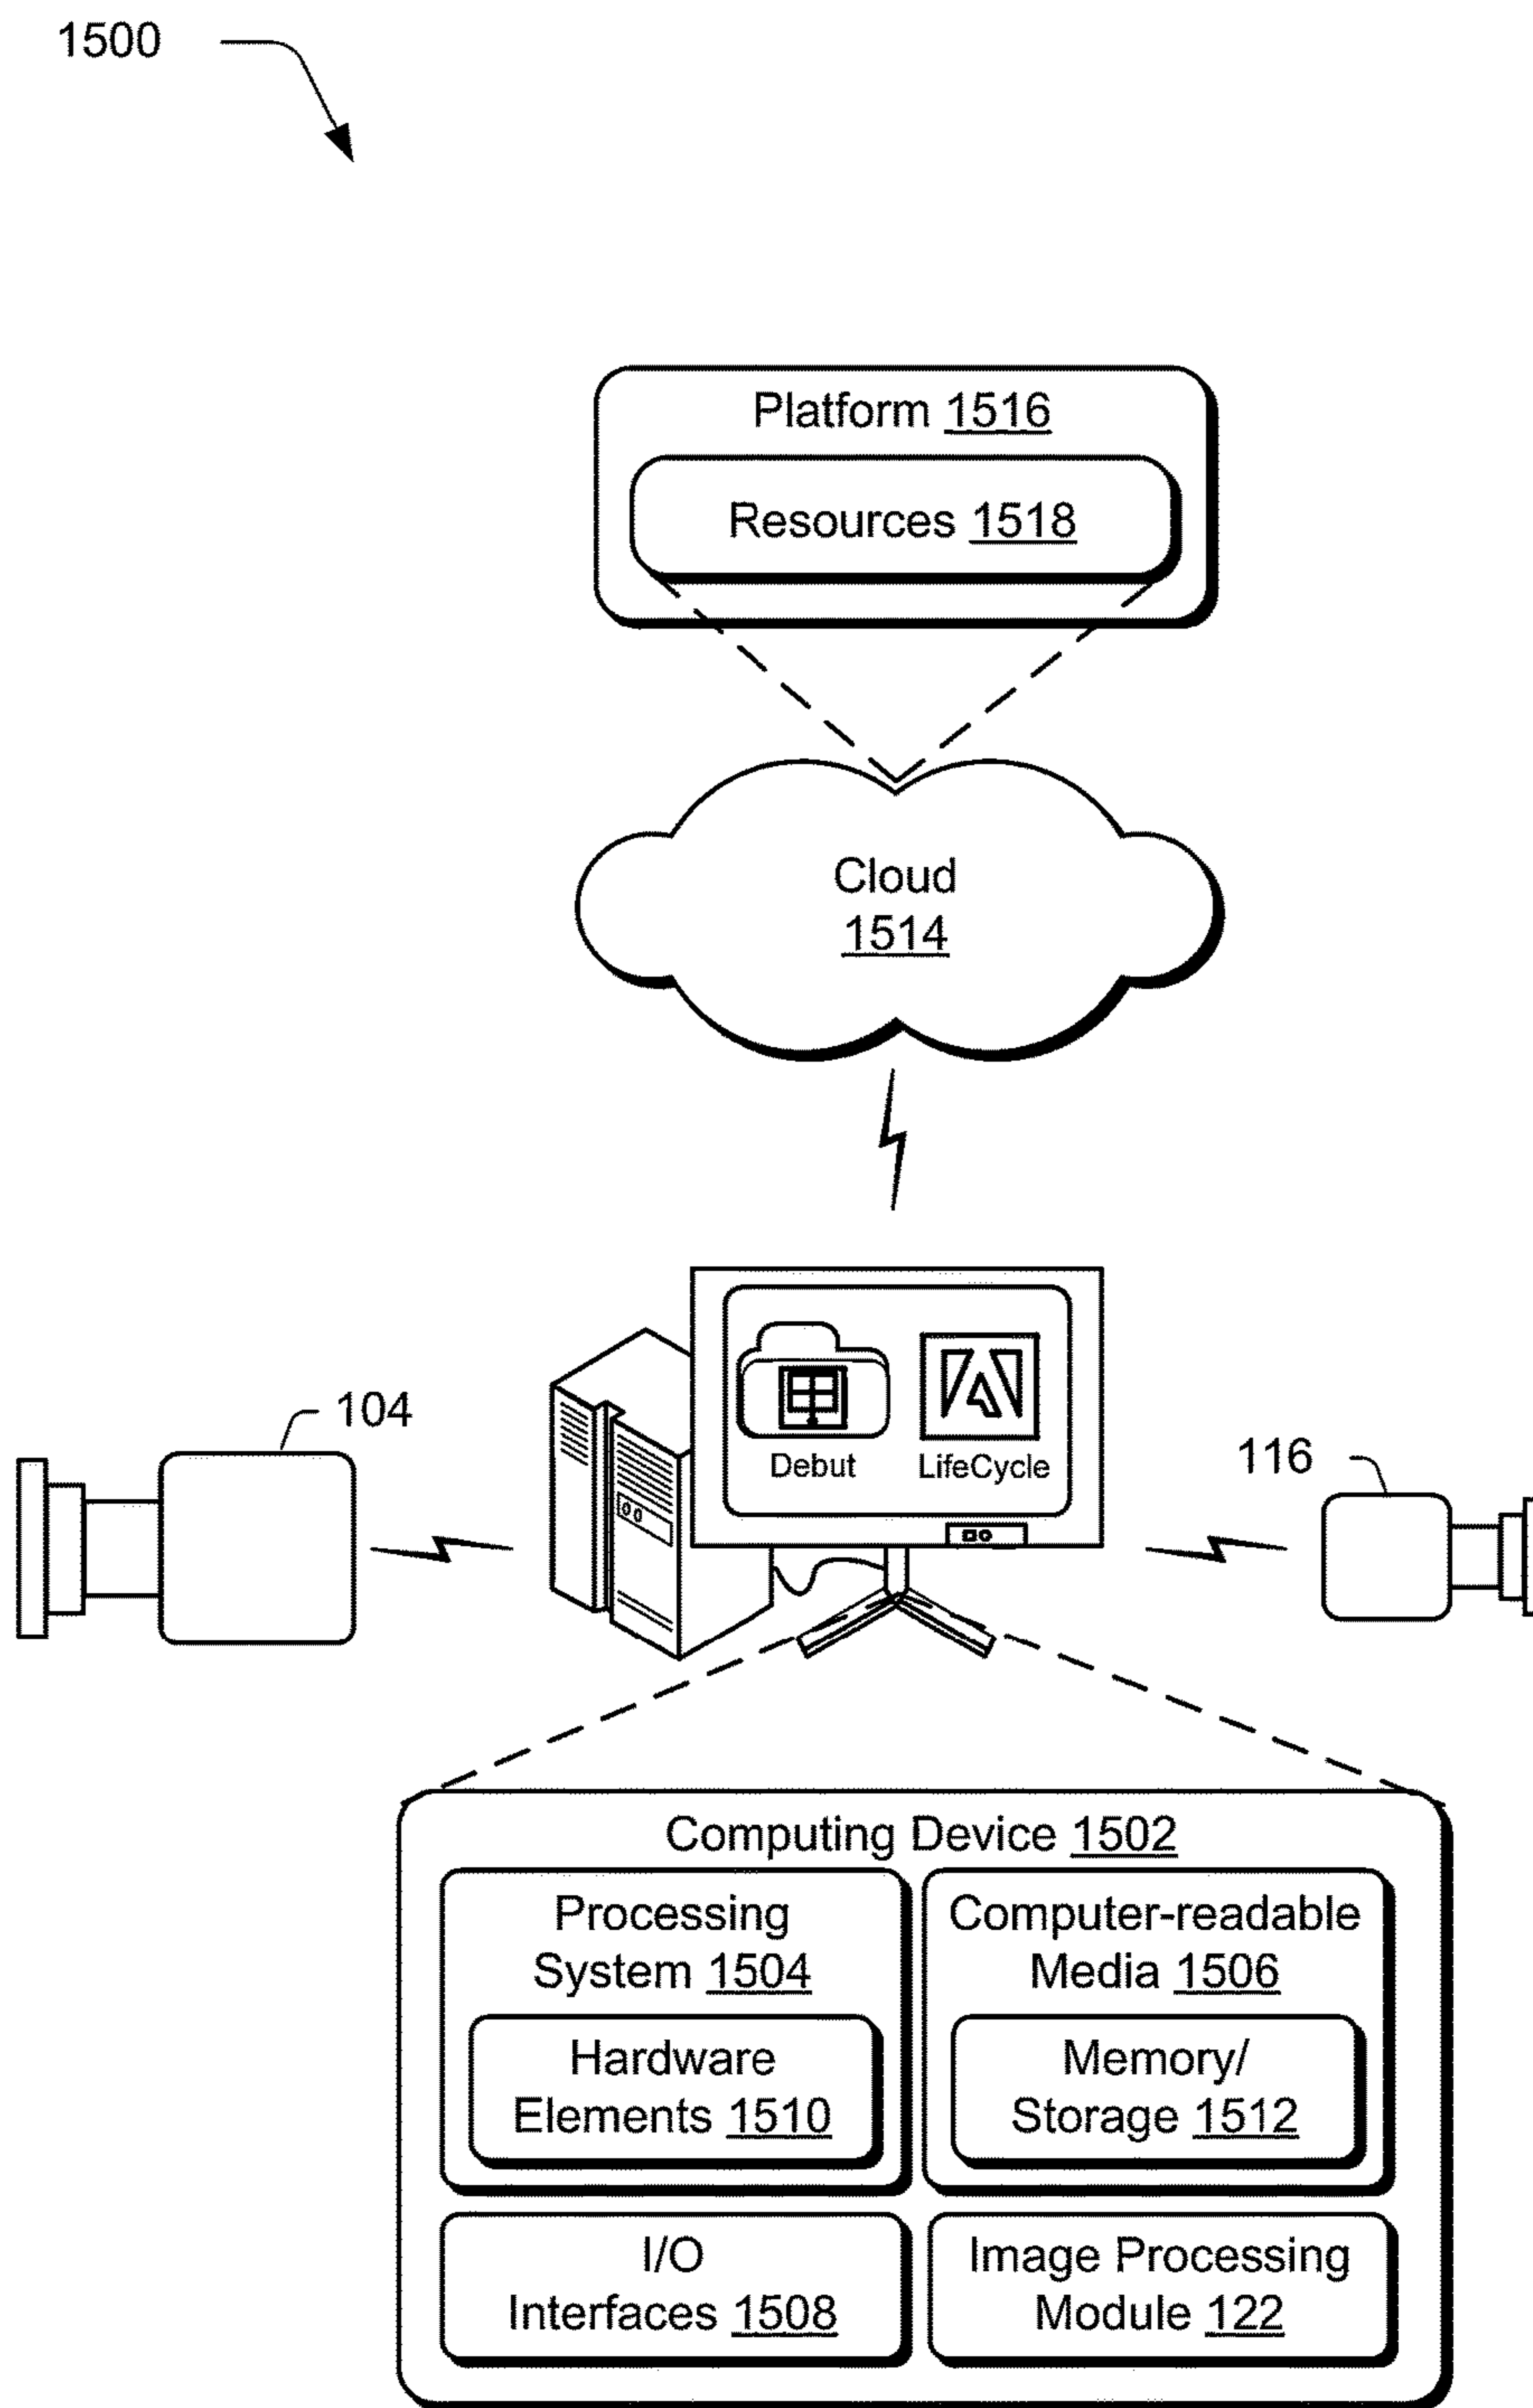 1500
Platform 1516
Resources 1518
Cloud
1514
104
Debut
LifeCycle
116
Computing Device 1502
Processing
System 1504
Hardware
Elements 1510
Computer-readable
Media 1506
Memory/
Storage 1512
I/O
Interfaces 1508
Image Processing
Module 122